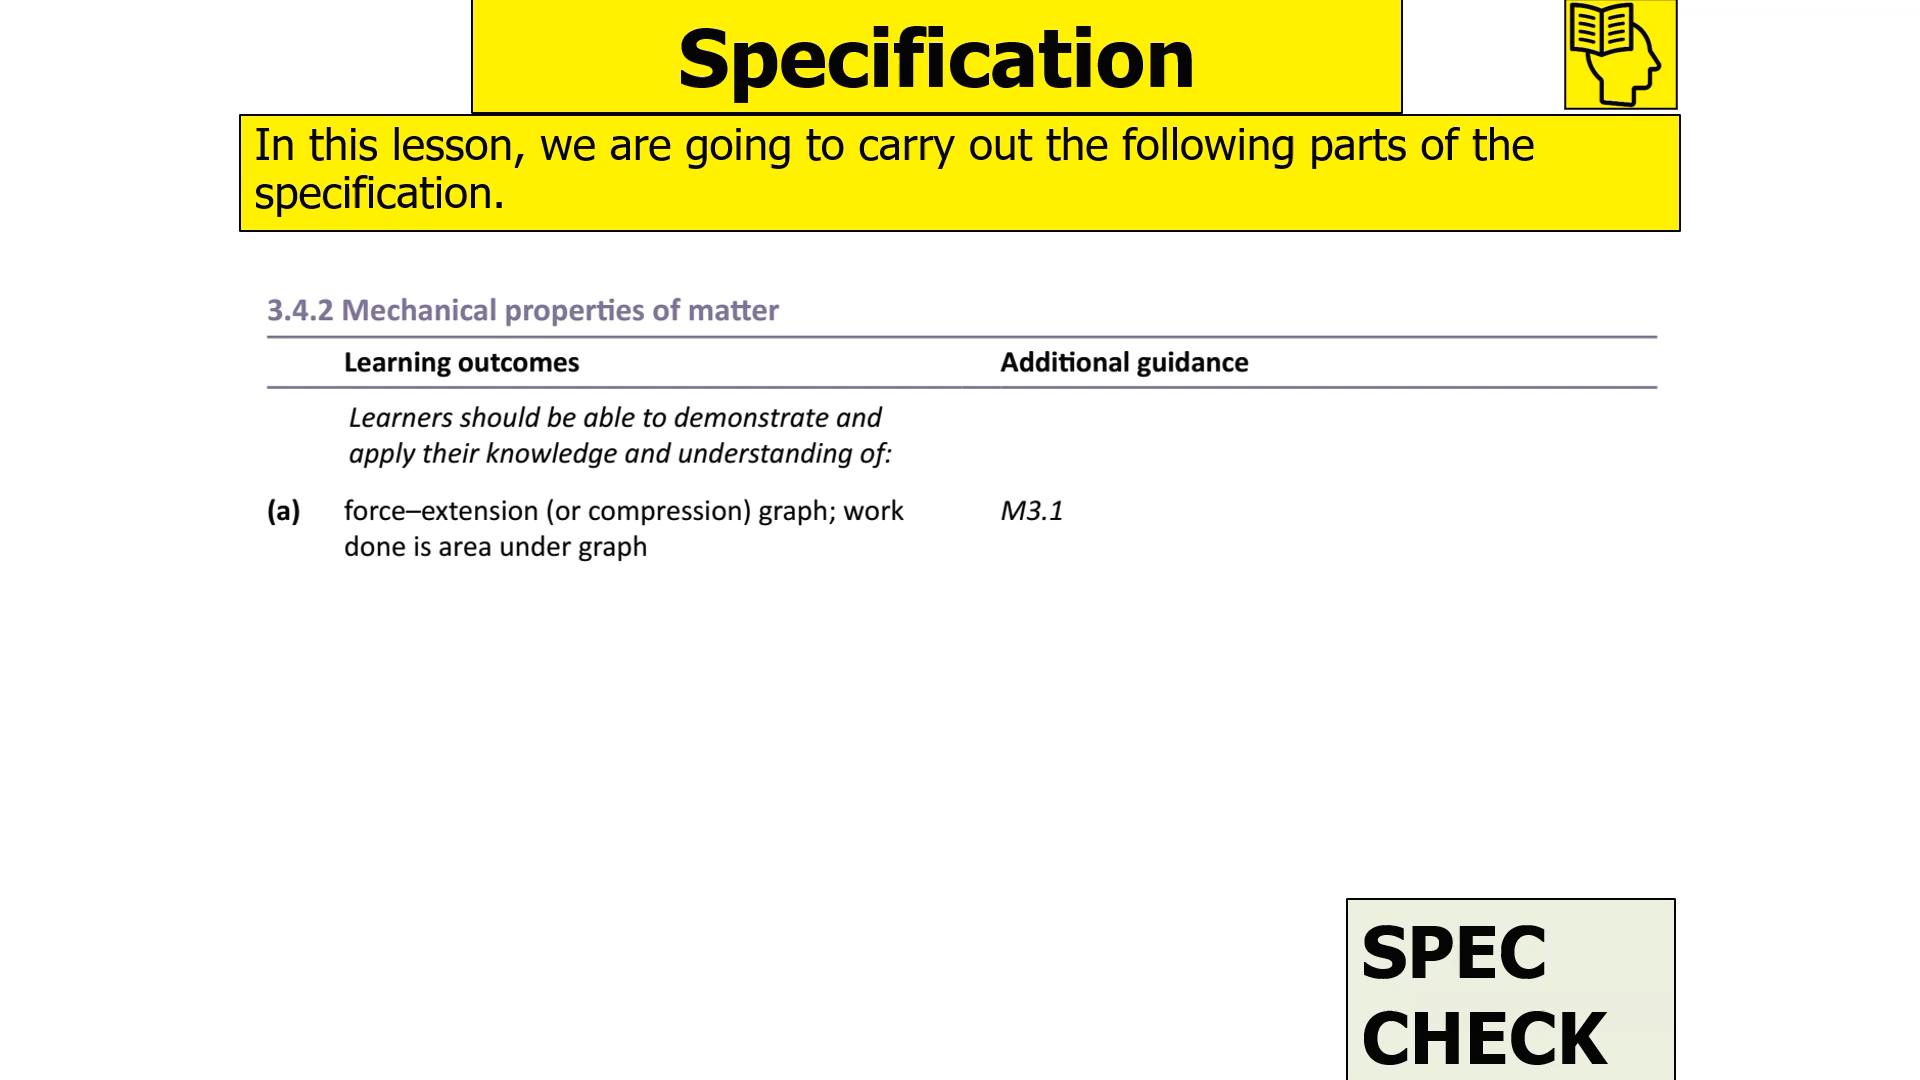 Specification
In this lesson, we are going to carry out the following parts of the
specification.
3.4.2 Mechanical properties of matter
Learning outcomes Additional guidance
Learners should be able to demonstrate and
apply their knowledge and understanding of:
(a) force–extension (or compression) graph; work M3.1
done is area under graph
SPEC
CHECK